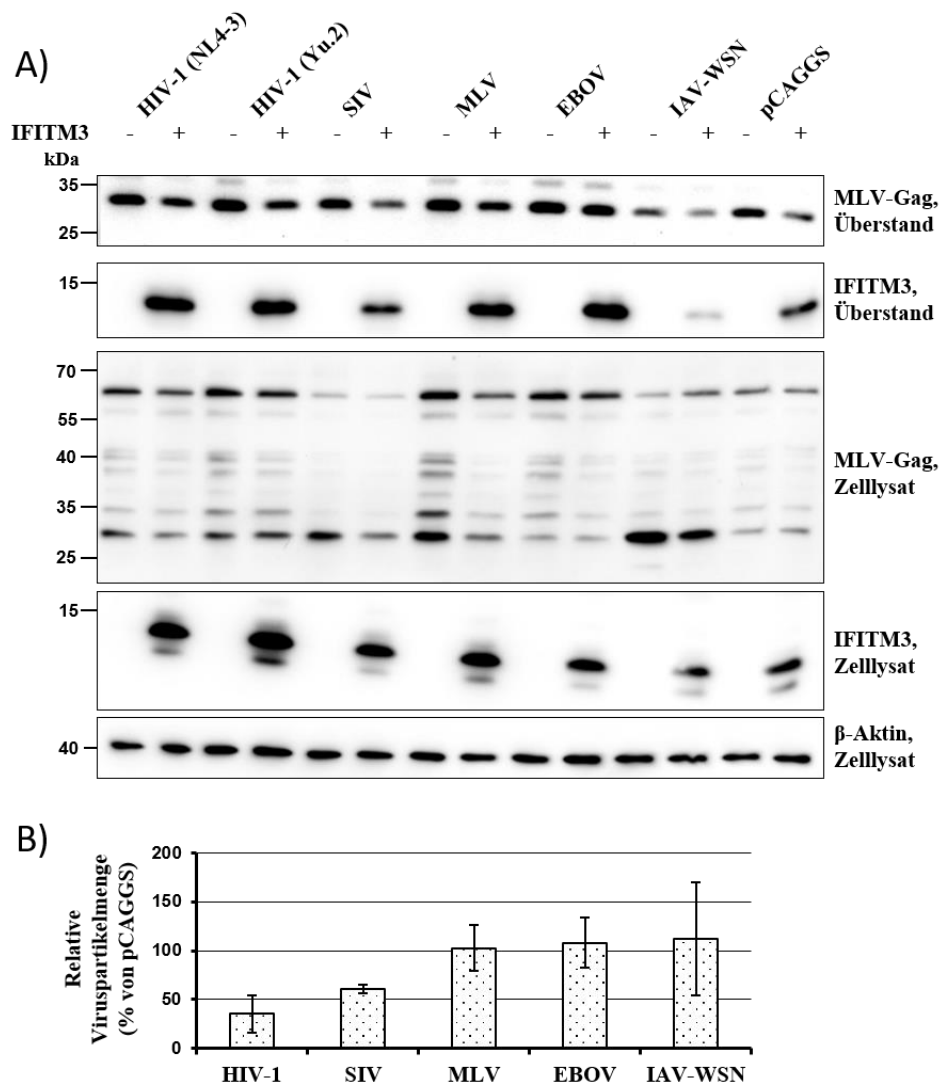 A)
HIV-1 (NL4-3) HIV-1 (Yu.2) SIV MLV EBOV IAV-WSN pCAGGS
IFITM3 - + - + - + - + - + - + - +
kDa
35
25
MLV-Gag,
Überstand
15
IFITM3,
Überstand
70
55
40
35
25
MLV-Gag,
Zelllysat
15
IFITM3,
Zelllysat
40
β-Aktin,
Zelllysat
B)
Relative
Viruspartikelmenge
(% von pCAGGS)
200
150
100
50
0
HIV-1 SIV MLV EBOV IAV-WSN